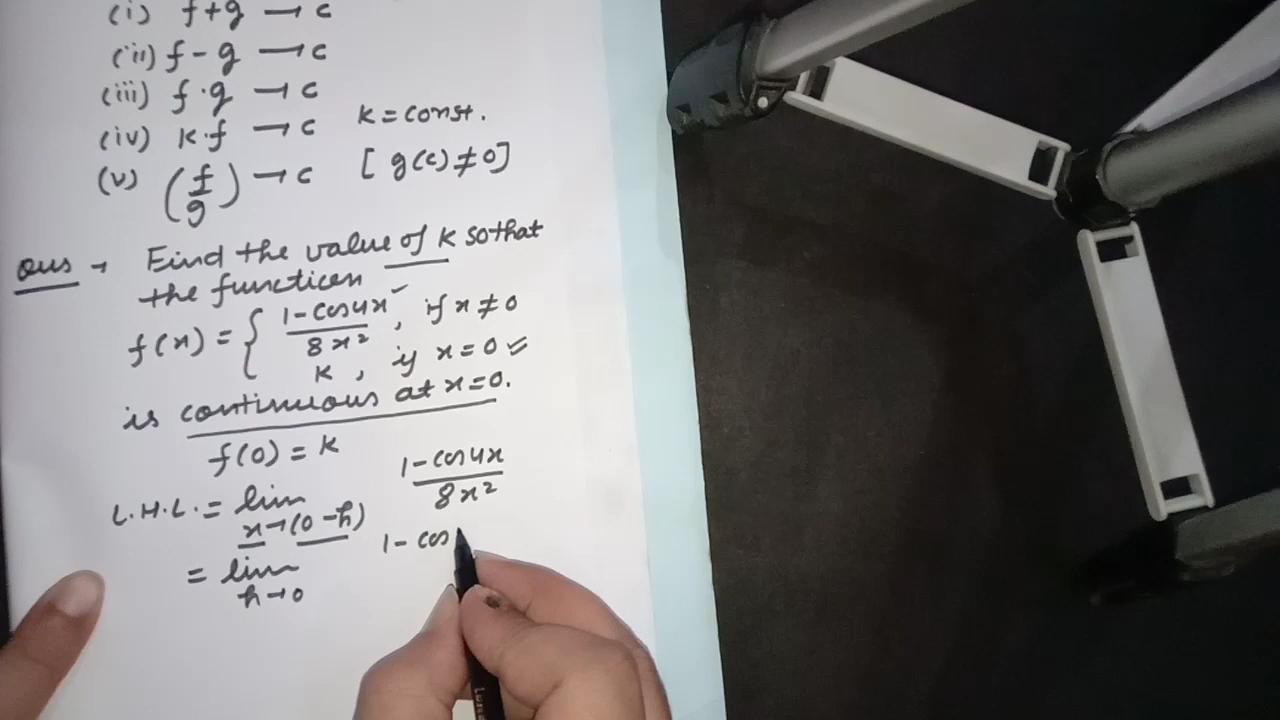 (i) f+g → c
(ii) f - g → c
(iii) f·g → c
(iv) k·f → c k = const.
(v) (f/g) → c [g(c) ≠ 0]
Ques → Find the value of k so that
the function
f(x) = { 1-cos4x / 8x², if x ≠ 0
k, if x = 0
is continuous at x=0.
f(0) = k
L.H.L. = lim x→(0-h) 1-cos4x / 8x²
= lim h→0 1- cos